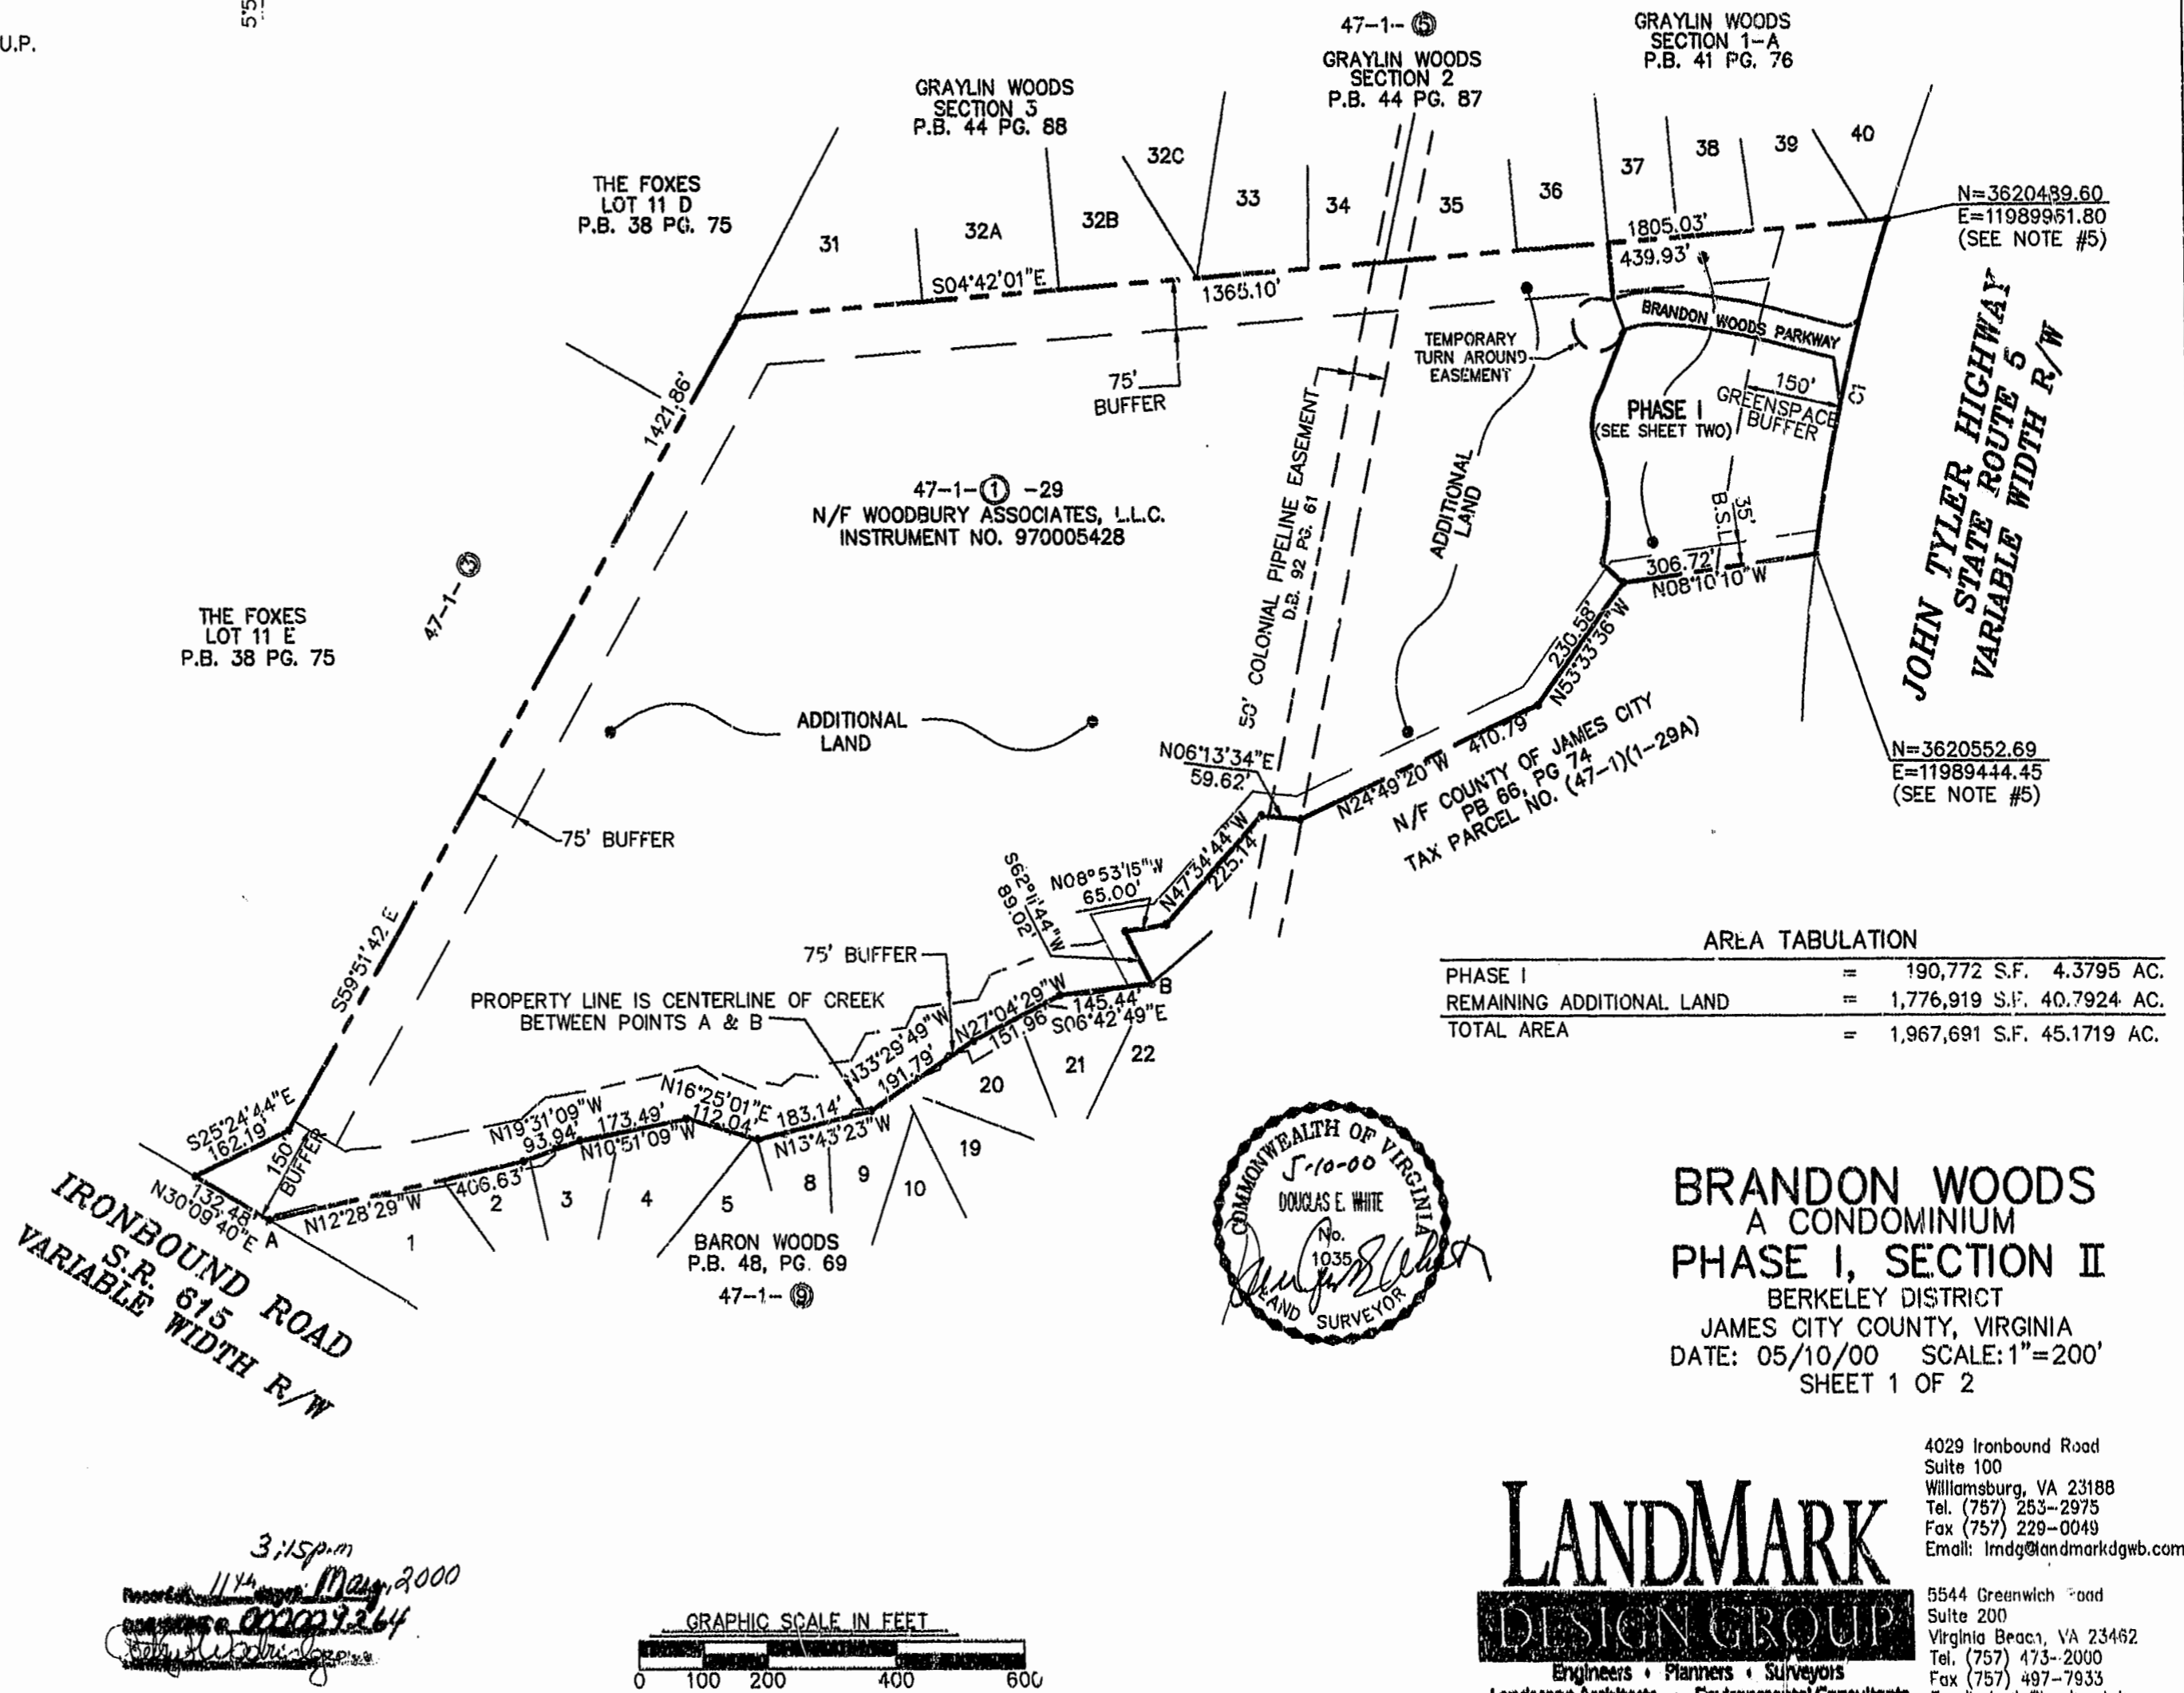 U.P.
5'5
47-1-⑤
GRAYLIN WOODS
SECTION 1-A
P.B. 41 PG. 76
GRAYLIN WOODS
SECTION 2
P.B. 44 PG. 87
GRAYLIN WOODS
SECTION 3
P.B. 44 PG. 88
THE FOXES
LOT 11 D
P.B. 38 PG. 75
31
32A
32B
32C
33
34
35
36
37
38
39
40
N=3620489.60
E=11989961.80
(SEE NOTE #5)
1805.03'
439.93'
S04°42'01"E
1365.10'
BRANDON WOODS PARKWAY
TEMPORARY
TURN AROUND
EASEMENT
75'
BUFFER
1421.86'
150'
GREENSPACE
BUFFER
PHASE I
(SEE SHEET TWO)
C1
JOHN TYLER HIGHWAY
STATE ROUTE 5
VARIABLE WIDTH R/W
47-1-① -29
N/F WOODBURY ASSOCIATES, L.L.C.
INSTRUMENT NO. 970005428
50' COLONIAL PIPELINE EASEMENT
D.B. 92 PG. 61
ADDITIONAL
LAND
35'
B.S.L.
306.72'
N08°10'10"W
47-1-③
THE FOXES
LOT 11 E
P.B. 38 PG. 75
230.58'
N53°33'36"W
ADDITIONAL
LAND
N06°13'34"E
59.62'
410.79'
N24°49'20"W
N/F COUNTY OF JAMES CITY
PB 66, PG 74
TAX PARCEL NO. (47-1)(1-29A)
N=3620552.69
E=11989444.45
(SEE NOTE #5)
75' BUFFER
N47°34'44"W
225.14'
N08°53'15"W
65.00'
S62°11'44"W
89.02'
S59°51'42"E
75' BUFFER
PROPERTY LINE IS CENTERLINE OF CREEK
BETWEEN POINTS A & B
B
145.44'
S06°42'49"E
N27°04'29"W
151.96'
N33°29'49"W
191.79'
22
21
20
19
AREA TABULATION
PHASE I = 190,772 S.F. 4.3795 AC.
REMAINING ADDITIONAL LAND = 1,776,919 S.F. 40.7924 AC.
TOTAL AREA = 1,967,691 S.F. 45.1719 AC.
S25°24'44"E
162.19'
150'
BUFFER
N19°31'09"W
93.94'
173.49'
N10°51'09"W
N16°25'01"E
112.04'
183.14'
N13°43'23"W
132.48'
N30°09'40"E
A
N12°28'29"W
406.63'
1
2
3
4
5
8
9
10
BARON WOODS
P.B. 48, PG. 69
47-1-⑨
IRONBOUND ROAD
S.R. 615
VARIABLE WIDTH R/W
COMMONWEALTH OF VIRGINIA
5-10-00
DOUGLAS E. WHITE
No.
1035
LAND SURVEYOR
BRANDON WOODS
A CONDOMINIUM
PHASE I, SECTION II
BERKELEY DISTRICT
JAMES CITY COUNTY, VIRGINIA
DATE: 05/10/00 SCALE: 1"=200'
SHEET 1 OF 2
3:15p.m
11th May, 2000
GRAPHIC SCALE IN FEET
0 100 200 400 600
LANDMARK
DESIGN GROUP
Engineers • Planners • Surveyors
4029 Ironbound Road
Suite 100
Williamsburg, VA 23188
Tel. (757) 253-2975
Fax (757) 229-0049
Email: lmdg@landmarkdgwb.com
5544 Greenwich Road
Suite 200
Virginia Beach, VA 23462
Tel. (757) 473-2000
Fax (757) 497-7933